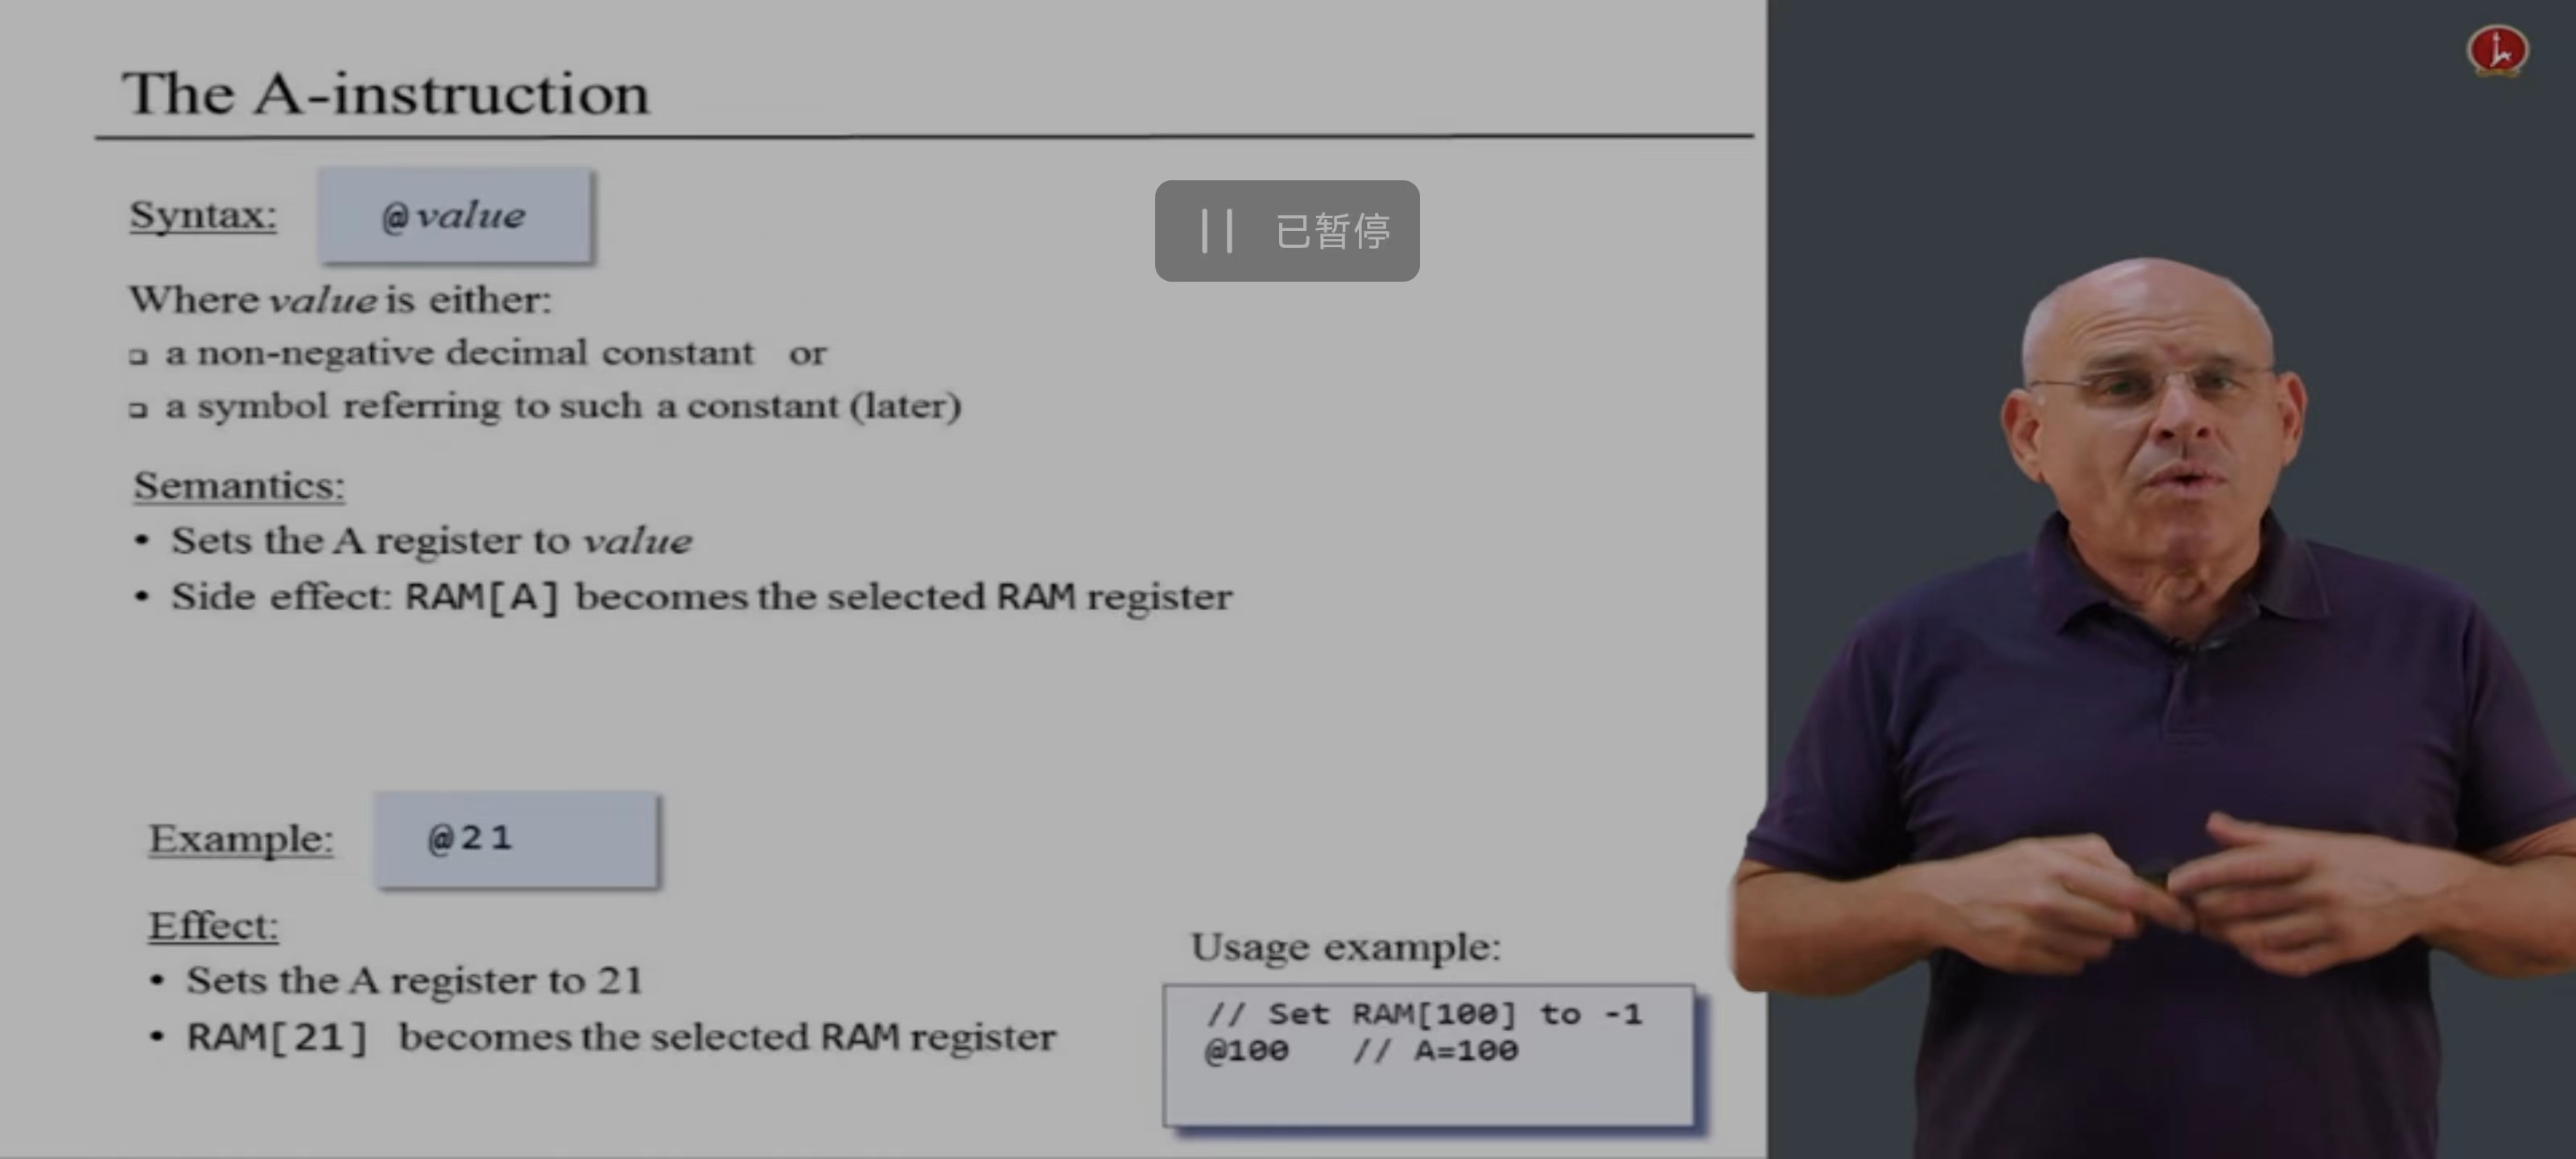 The A-instruction
Syntax: @value
已暂停
Where value is either:
a non-negative decimal constant or
a symbol referring to such a constant (later)
Semantics:
• Sets the A register to value
• Side effect: RAM[A] becomes the selected RAM register
Example: @21
Effect:
• Sets the A register to 21
• RAM[21] becomes the selected RAM register
Usage example:
// Set RAM[100] to -1
@100 // A=100